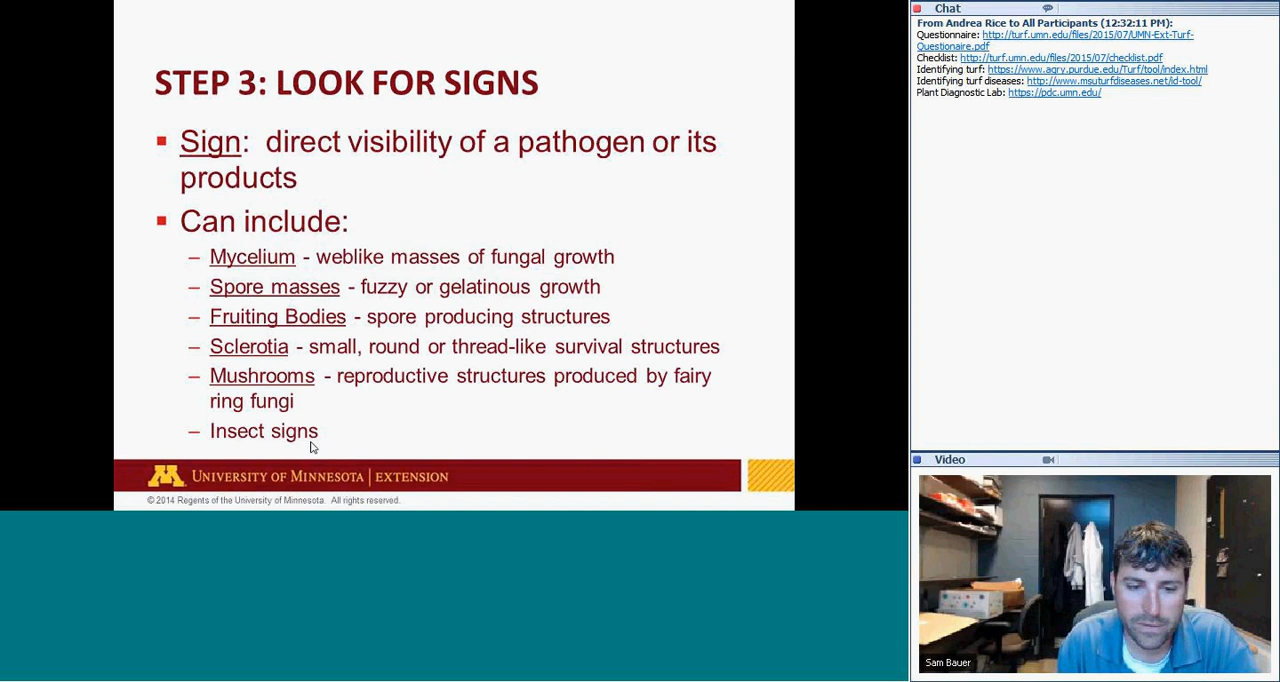 STEP 3: LOOK FOR SIGNS
Sign: direct visibility of a pathogen or its
products
Can include:
– Mycelium - weblike masses of fungal growth
– Spore masses - fuzzy or gelatinous growth
– Fruiting Bodies - spore producing structures
– Sclerotia - small, round or thread-like survival structures
– Mushrooms - reproductive structures produced by fairy
ring fungi
– Insect signs
M UNIVERSITY OF MINNESOTA | EXTENSION
© 2014 Regents of the University of Minnesota. All rights reserved.
Chat
From Andrea Rice to All Participants (12:32:11 PM):
Questionnaire: http://turf.umn.edu/files/2015/07/UMN-Ext-Turf-
Questionaire.pdf
Checklist: http://turf.umn.edu/files/2015/07/checklist.pdf
Identifying turf: https://www.agry.purdue.edu/Turf/tool/index.html
Identifying turf diseases: http://www.msuturfdiseases.net/id-tool/
Plant Diagnostic Lab: https://pdc.umn.edu/
Video
Sam Bauer